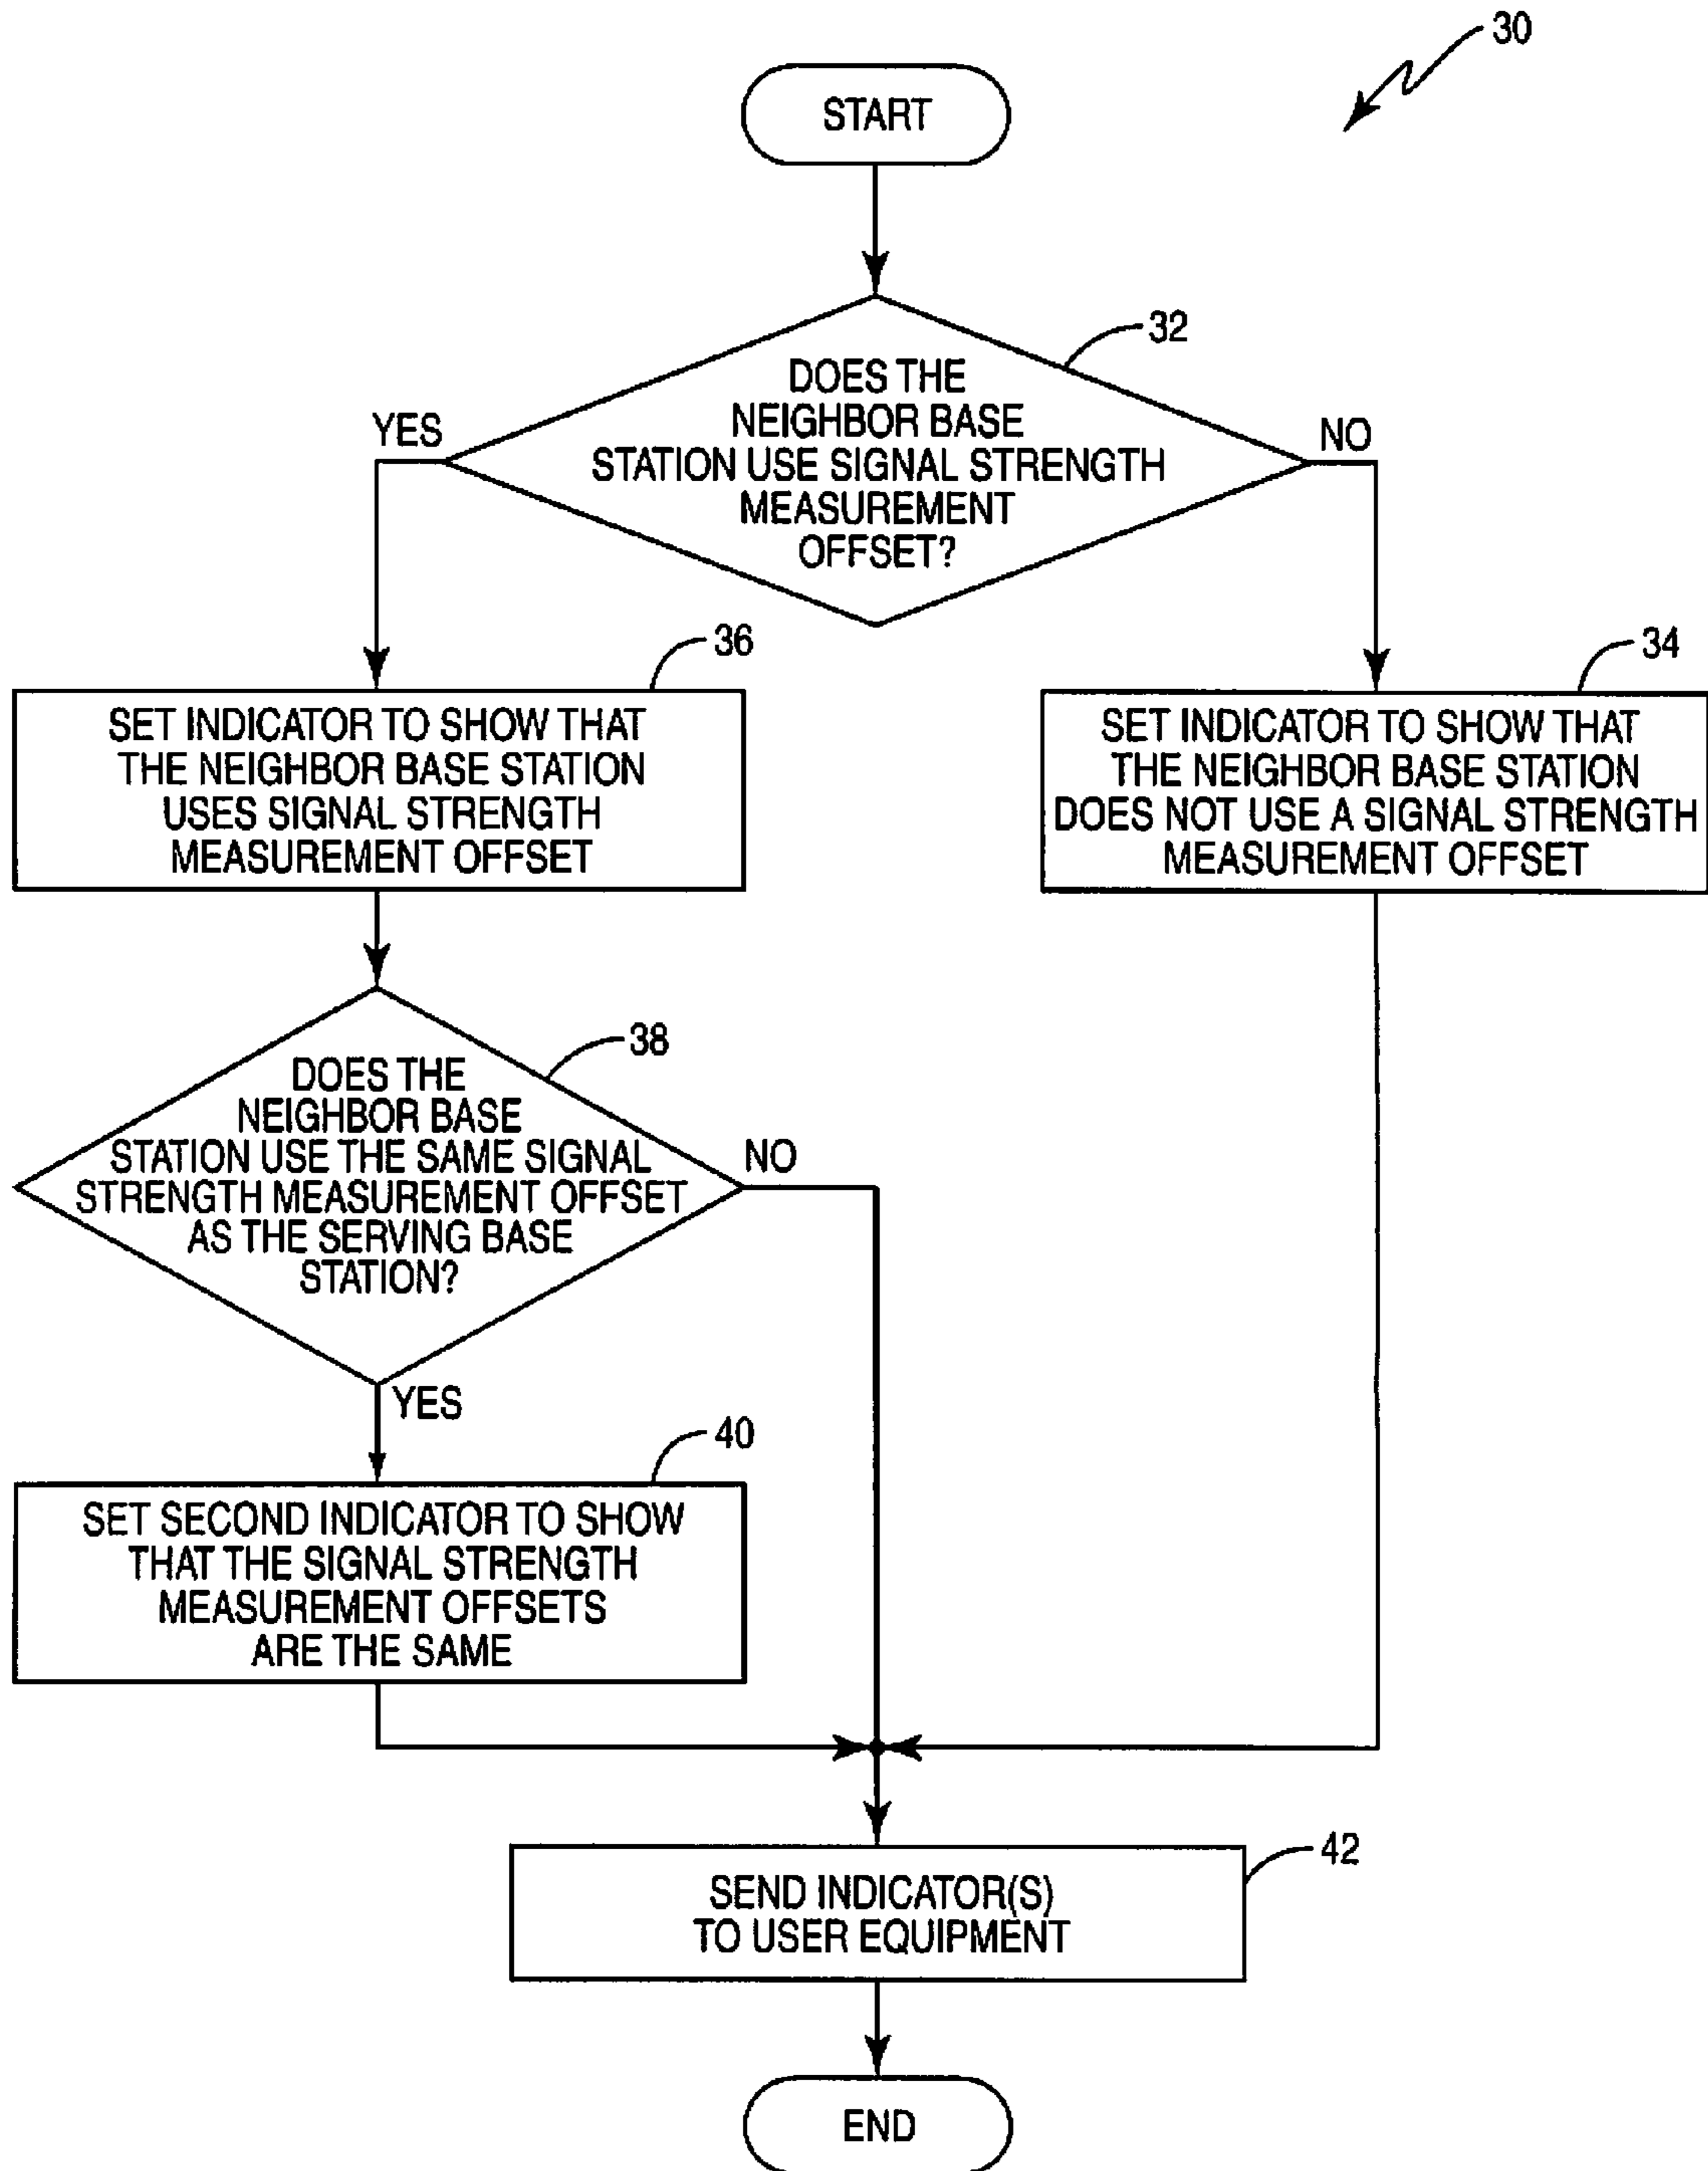 30
START
32
DOES THE
NEIGHBOR BASE
STATION USE SIGNAL STRENGTH
MEASUREMENT
OFFSET?
YES
NO
36
SET INDICATOR TO SHOW THAT
THE NEIGHBOR BASE STATION
USES SIGNAL STRENGTH
MEASUREMENT OFFSET
34
SET INDICATOR TO SHOW THAT
THE NEIGHBOR BASE STATION
DOES NOT USE A SIGNAL STRENGTH
MEASUREMENT OFFSET
38
DOES THE
NEIGHBOR BASE
STATION USE THE SAME SIGNAL
STRENGTH MEASUREMENT OFFSET
AS THE SERVING BASE
STATION?
NO
YES
40
SET SECOND INDICATOR TO SHOW
THAT THE SIGNAL STRENGTH
MEASUREMENT OFFSETS
ARE THE SAME
42
SEND INDICATOR(S)
TO USER EQUIPMENT
END